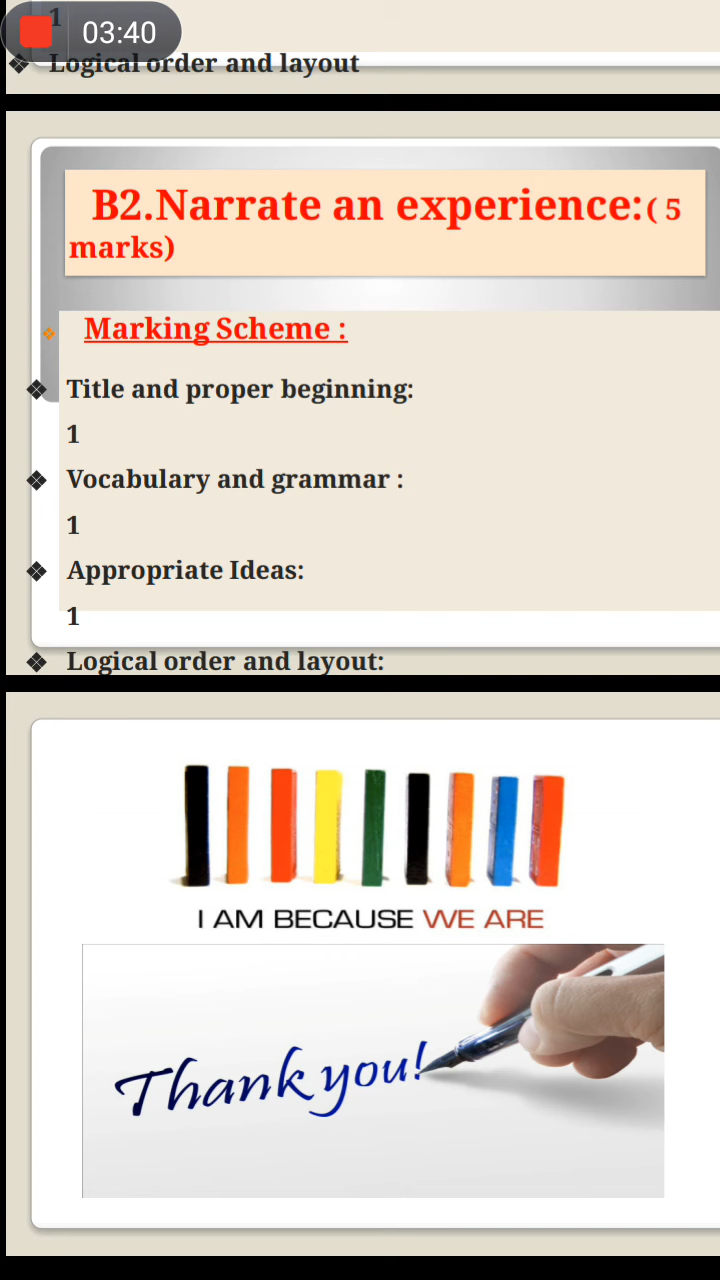 1
03:40
❖ Logical order and layout
B2.Narrate an experience:( 5
marks)
❖ Marking Scheme :
❖ Title and proper beginning:
1
❖ Vocabulary and grammar :
1
❖ Appropriate Ideas:
1
❖ Logical order and layout:
I AM BECAUSE WE ARE
Thank you!